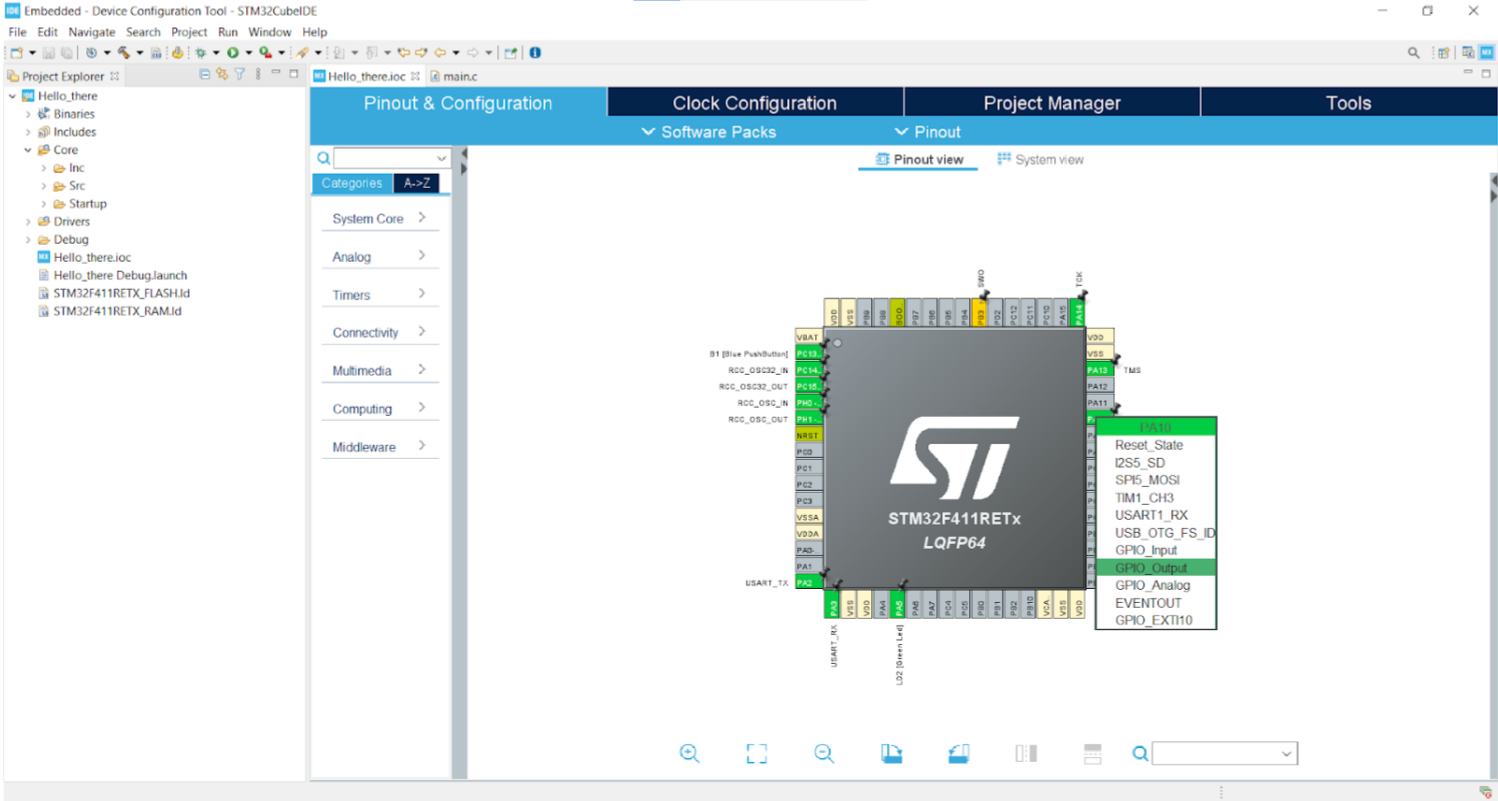 IDE Embedded - Device Configuration Tool - STM32CubeIDE
File Edit Navigate Search Project Run Window Help
Project Explorer
Hello_there.ioc main.c
Hello_there
Binaries
Includes
Core
Inc
Src
Startup
Drivers
Debug
MX Hello_there.ioc
Hello_there Debug.launch
STM32F411RETX_FLASH.ld
STM32F411RETX_RAM.ld
Pinout & Configuration Clock Configuration Project Manager Tools
Software Packs Pinout
Pinout view System view
Categories A->Z
System Core
Analog
Timers
Connectivity
Multimedia
Computing
Middleware
SWO TCK
VDD VSS PB9 PB8 BOO PB7 PB6 PB5 PB4 PB3 PD2 PC12 PC11 PC10 PA15 PA14
VBAT
B1 [Blue PushButton] PC13..
RCC_OSC32_IN PC14..
RCC_OSC32_OUT PC15..
RCC_OSC_IN PH0-..
RCC_OSC_OUT PH1-..
NRST
PC0
PC1
PC2
PC3
VSSA
VDDA
PA0-..
PA1
USART_TX PA2
ST
STM32F411RETx
LQFP64
VDD
VSS
PA13 TMS
PA12
PA11
PA10
Reset_State
I2S5_SD
SPI5_MOSI
TIM1_CH3
USART1_RX
USB_OTG_FS_ID
GPIO_Input
GPIO_Output
GPIO_Analog
EVENTOUT
GPIO_EXTI10
PA3 VSS VDD PA4 PA5 PA6 PA7 PC4 PC5 PB0 PB1 PB2 PB10 VCA VSS VDD
USART_RX
LD2 [Green Led]